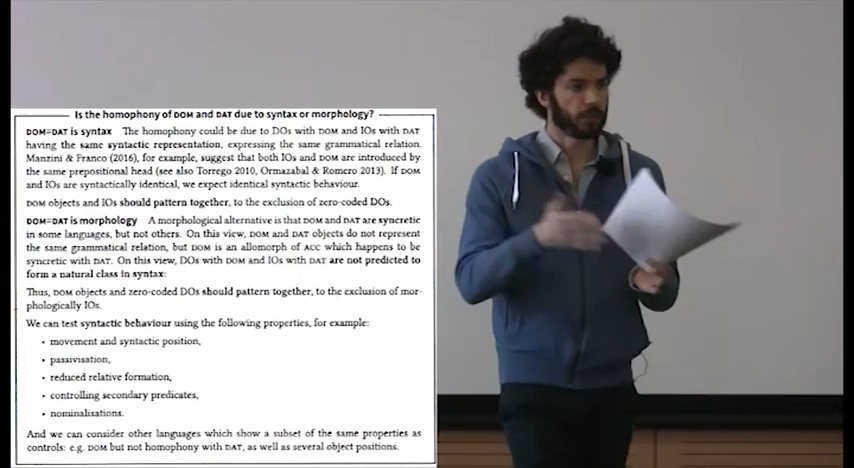 Is the homophony of DOM and DAT due to syntax or morphology?
DOM=DAT is syntax The homophony could be due to DOs with DOM and IOs with DAT
having the same syntactic representation, expressing the same grammatical relation.
Manzini & Franco (2016), for example, suggest that both IOs and DOM are introduced by
the same prepositional head (see also Torrego 2010, Ormazabal & Romero 2013). If DOM
and IOs are syntactically identical, we expect identical syntactic behaviour.
DOM objects and IOs should pattern together, to the exclusion of zero-coded DOs.
DOM=DAT is morphology A morphological alternative is that DOM and DAT are syncretic
in some languages, but not others. On this view, DOM and DAT objects do not represent
the same grammatical relation, but DOM is an allomorph of ACC which happens to be
syncretic with DAT. On this view, DOs with DOM and IOs with DAT are not predicted to
form a natural class in syntax:
Thus, DOM objects and zero-coded DOs should pattern together, to the exclusion of mor-
phologically IOs.
We can test syntactic behaviour using the following properties, for example:
• movement and syntactic position,
• passivisation,
• reduced relative formation,
• controlling secondary predicates,
• nominalisations.
And we can consider other languages which show a subset of the same properties as
controls: e.g. DOM but not homophony with DAT, as well as several object positions.